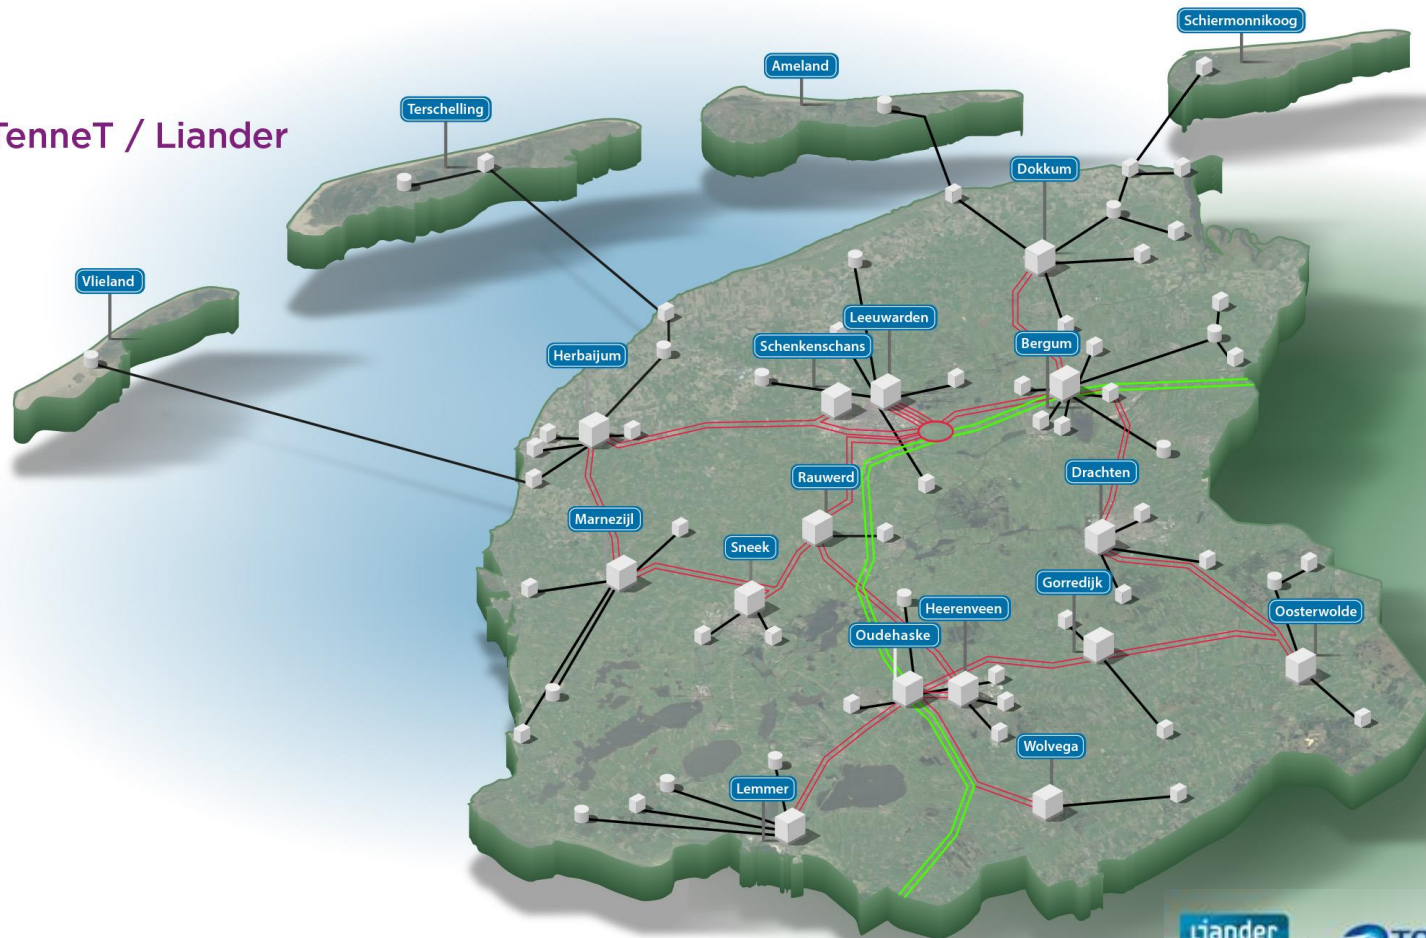 TenneT / Liander
Schiermonnikoog
Ameland
Terschelling
Dokkum
Vlieland
Leeuwarden
Schenkenschans
Bergum
Herbaijum
Drachten
Rauwerd
Marnezijl
Sneek
Gorredijk
Heerenveen
Oosterwolde
Oudehaske
Wolvega
Lemmer
Liander